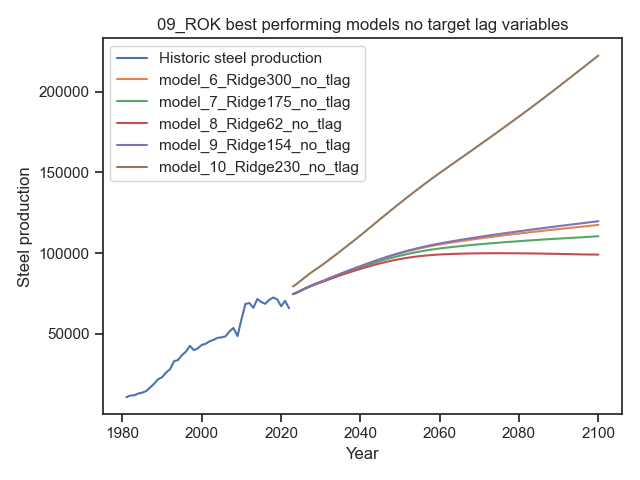 09_ROK best performing models no target lag variables
Historic steel production
model_6_Ridge300_no_tlag
model_7_Ridge175_no_tlag
model_8_Ridge62_no_tlag
model_9_Ridge154_no_tlag
model_10_Ridge230_no_tlag
Steel production
200000
150000
100000
50000
1980 2000 2020 2040 2060 2080 2100
Year